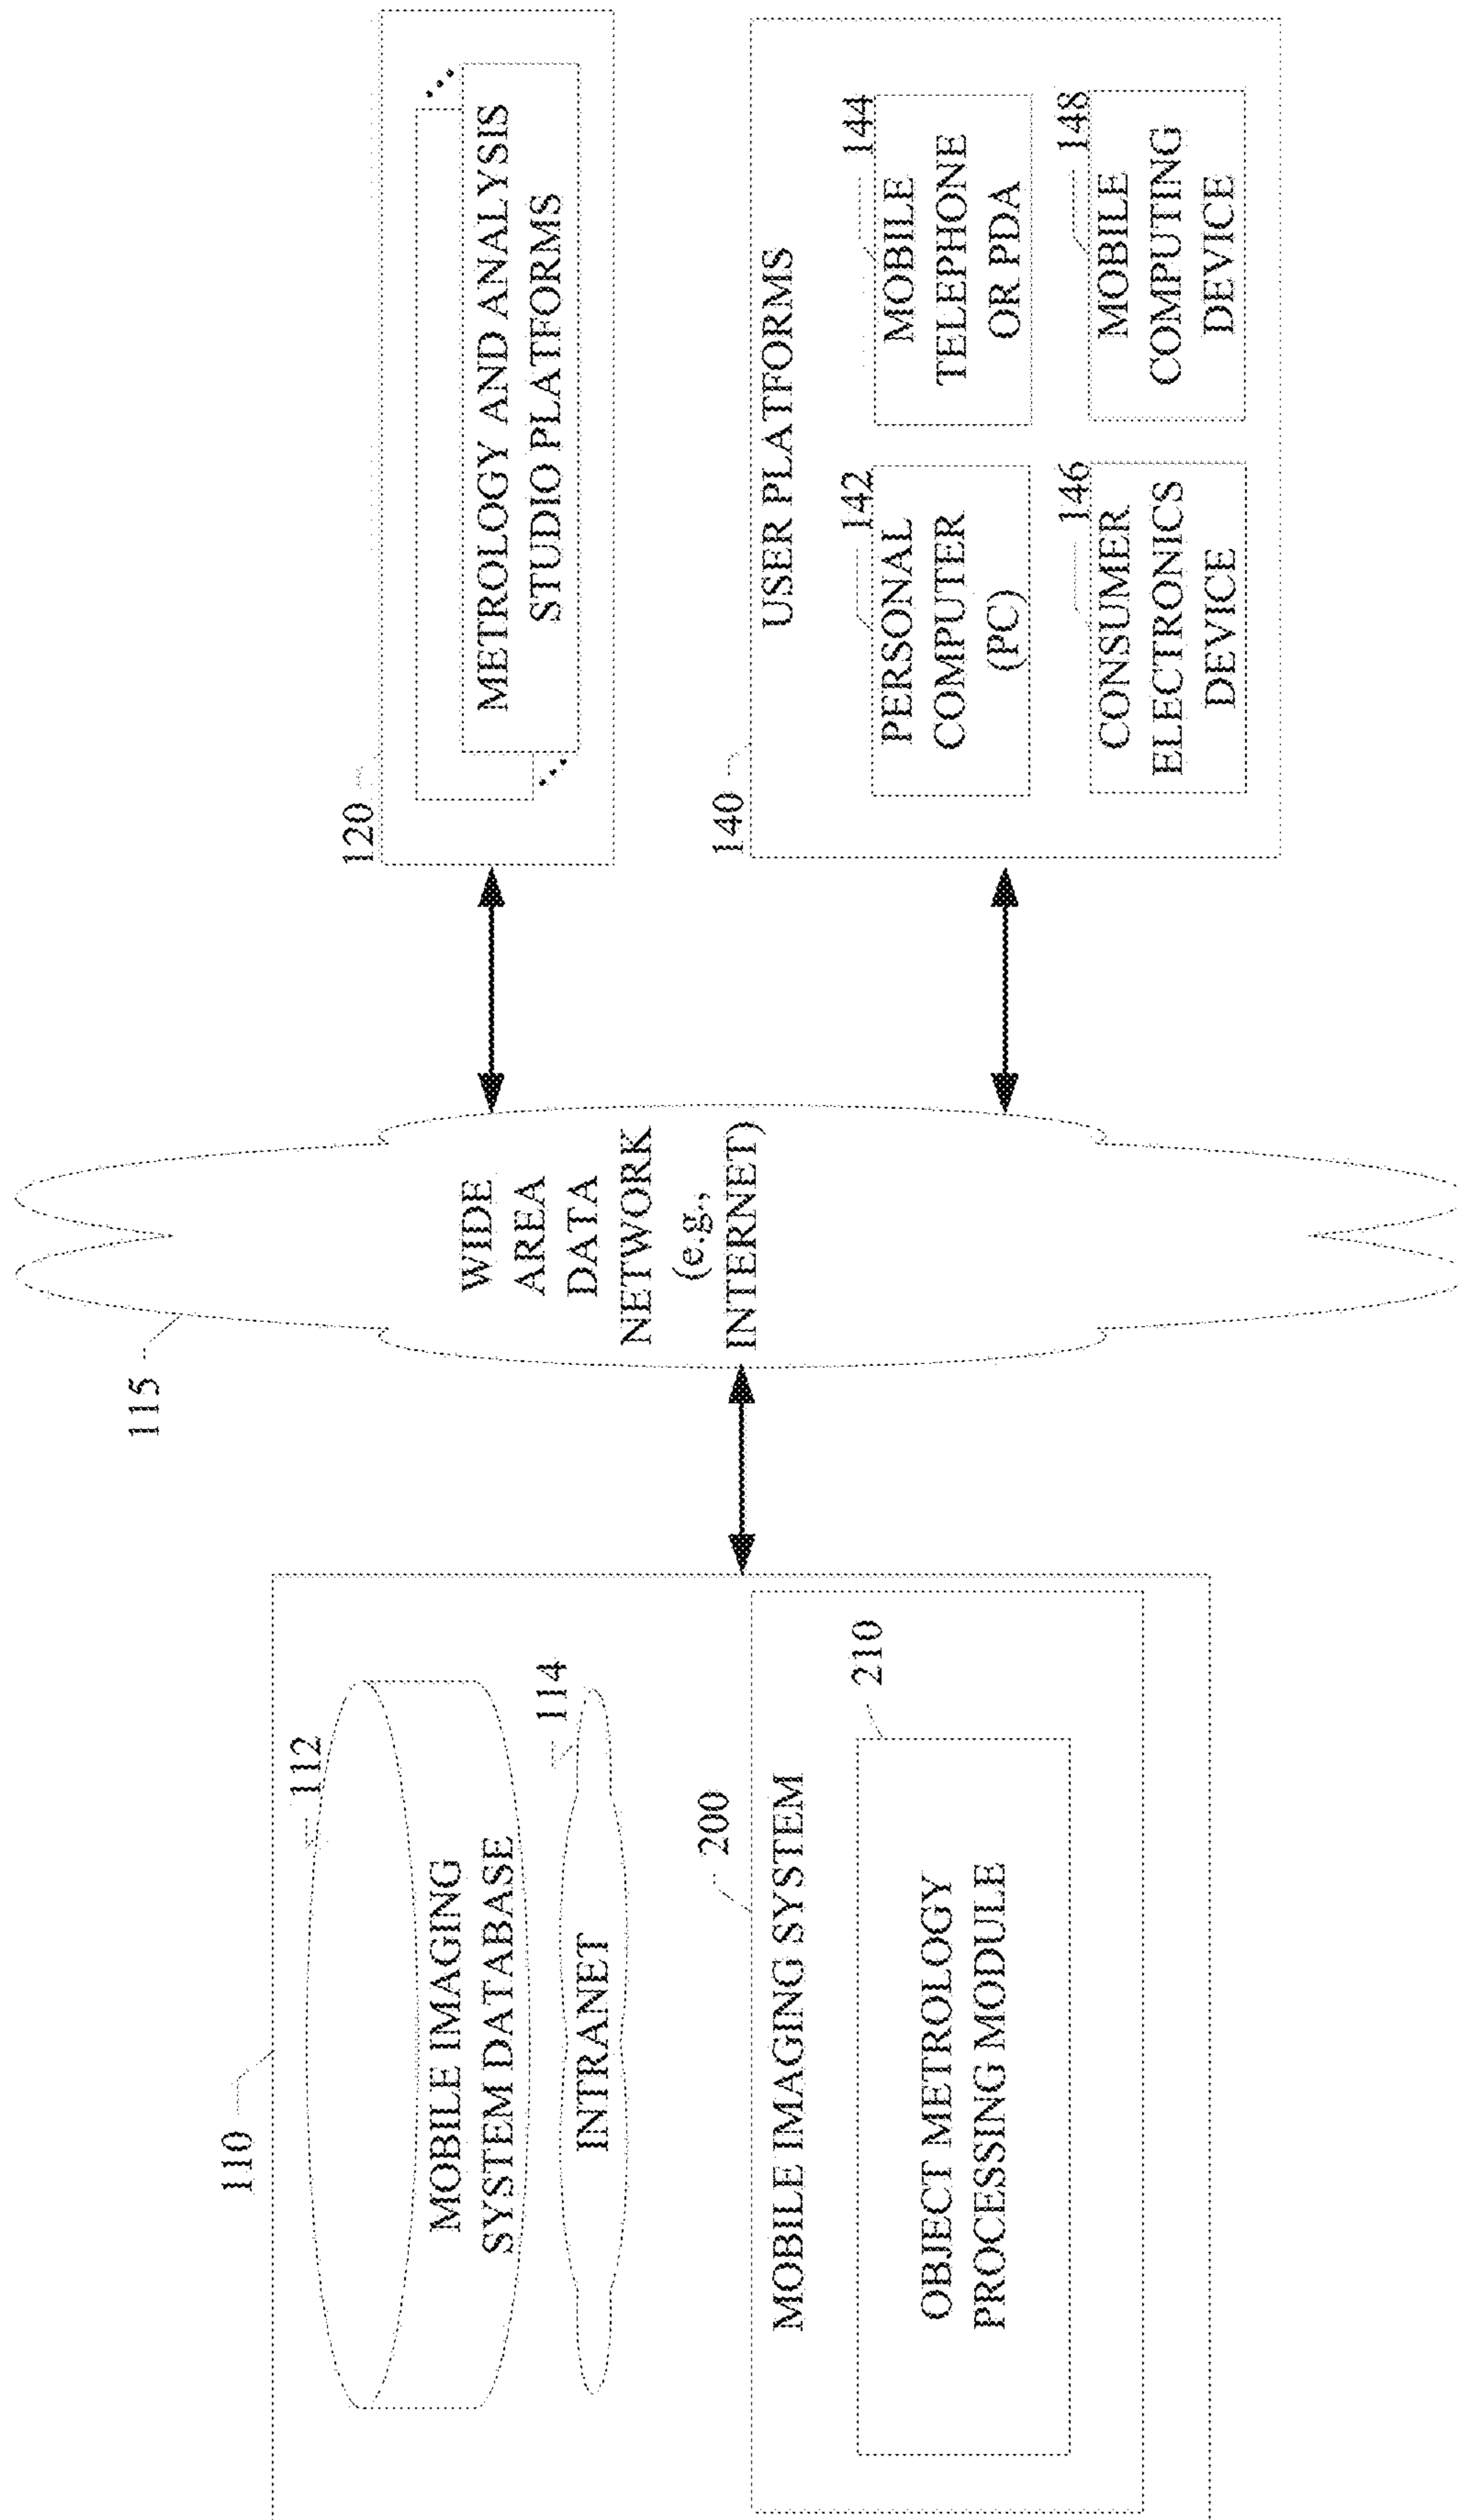 110
112
MOBILE IMAGING
SYSTEM DATABASE
114
INTRANET
200
MOBILE IMAGING SYSTEM
210
OBJECT METROLOGY
PROCESSING MODULE
115
WIDE
AREA
DATA
NETWORK
(e.g.,
INTERNET)
120
METROLOGY AND ANALYSIS
STUDIO PLATFORMS
140
USER PLATFORMS
142
PERSONAL
COMPUTER
(PC)
144
MOBILE
TELEPHONE
OR PDA
146
CONSUMER
ELECTRONICS
DEVICE
148
MOBILE
COMPUTING
DEVICE